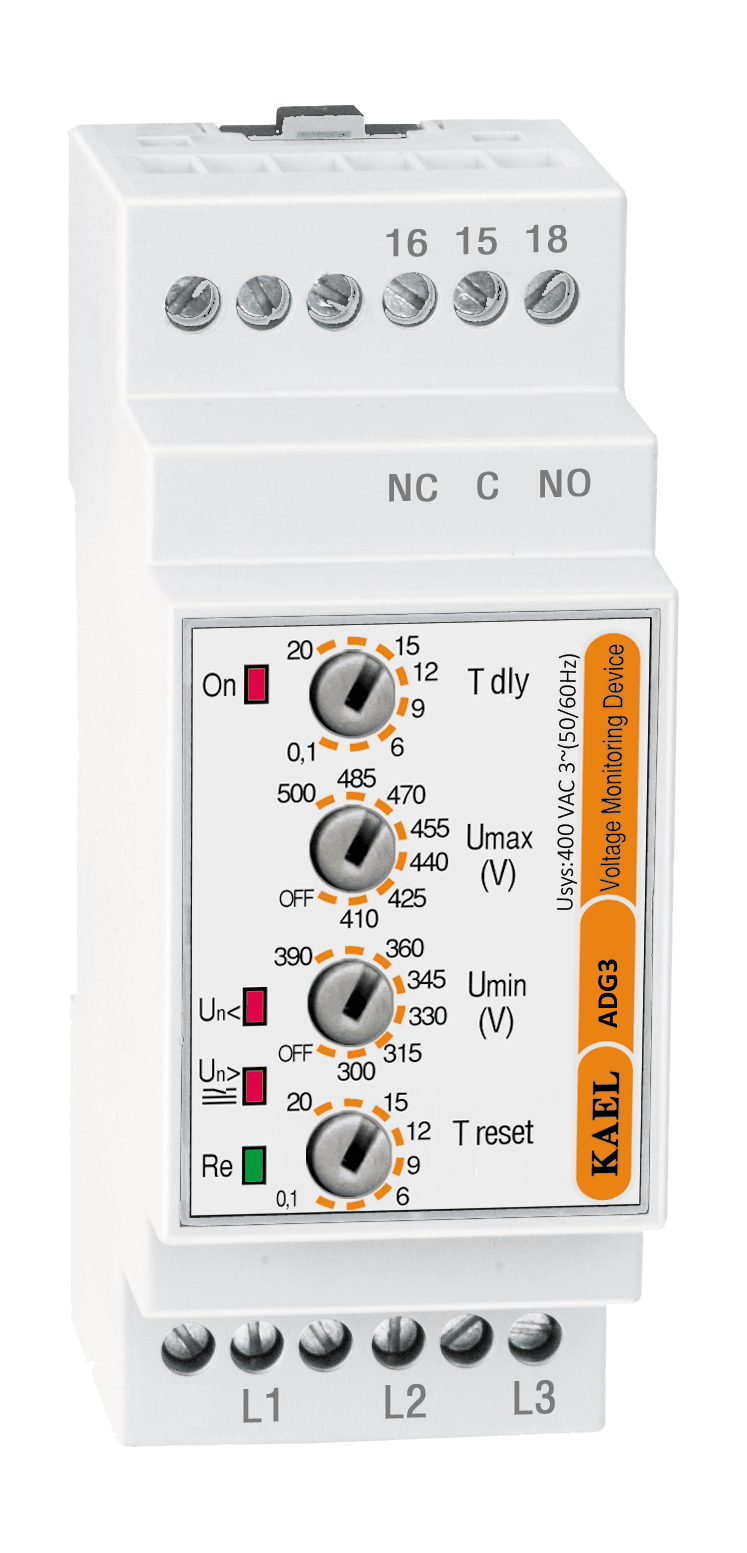 16 15 18
NC C NO
On
20 15 12 9 6 0,1
T dly
500 485 470 455 440 425 410 OFF
Umax
(V)
390 360 345 330 315 300 OFF
Umin
(V)
Un<
Un>
20 15 12 9 6 0,1
T reset
Re
Usys:400 VAC 3~(50/60Hz)
Voltage Monitoring Device
ADG3
KAEL
L1 L2 L3